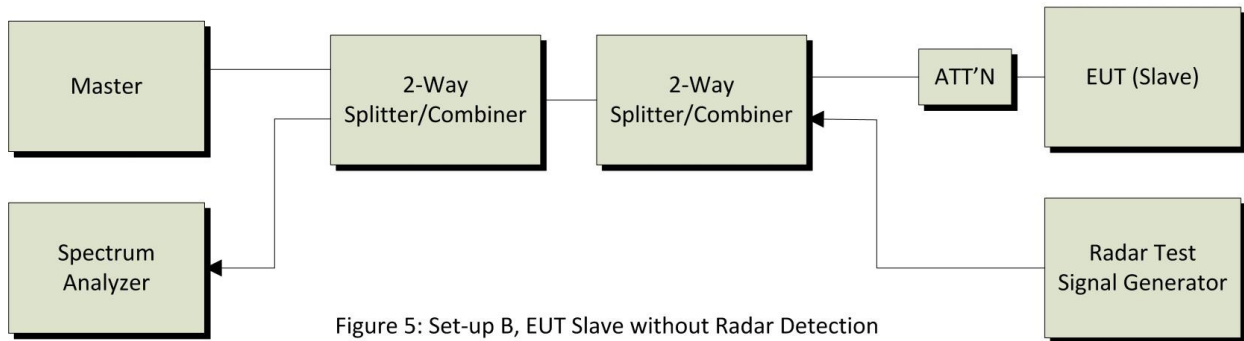 Master
2-Way
Splitter/Combiner
2-Way
Splitter/Combiner
ATT’N
EUT (Slave)
Spectrum
Analyzer
Radar Test
Signal Generator
Figure 5: Set-up B, EUT Slave without Radar Detection